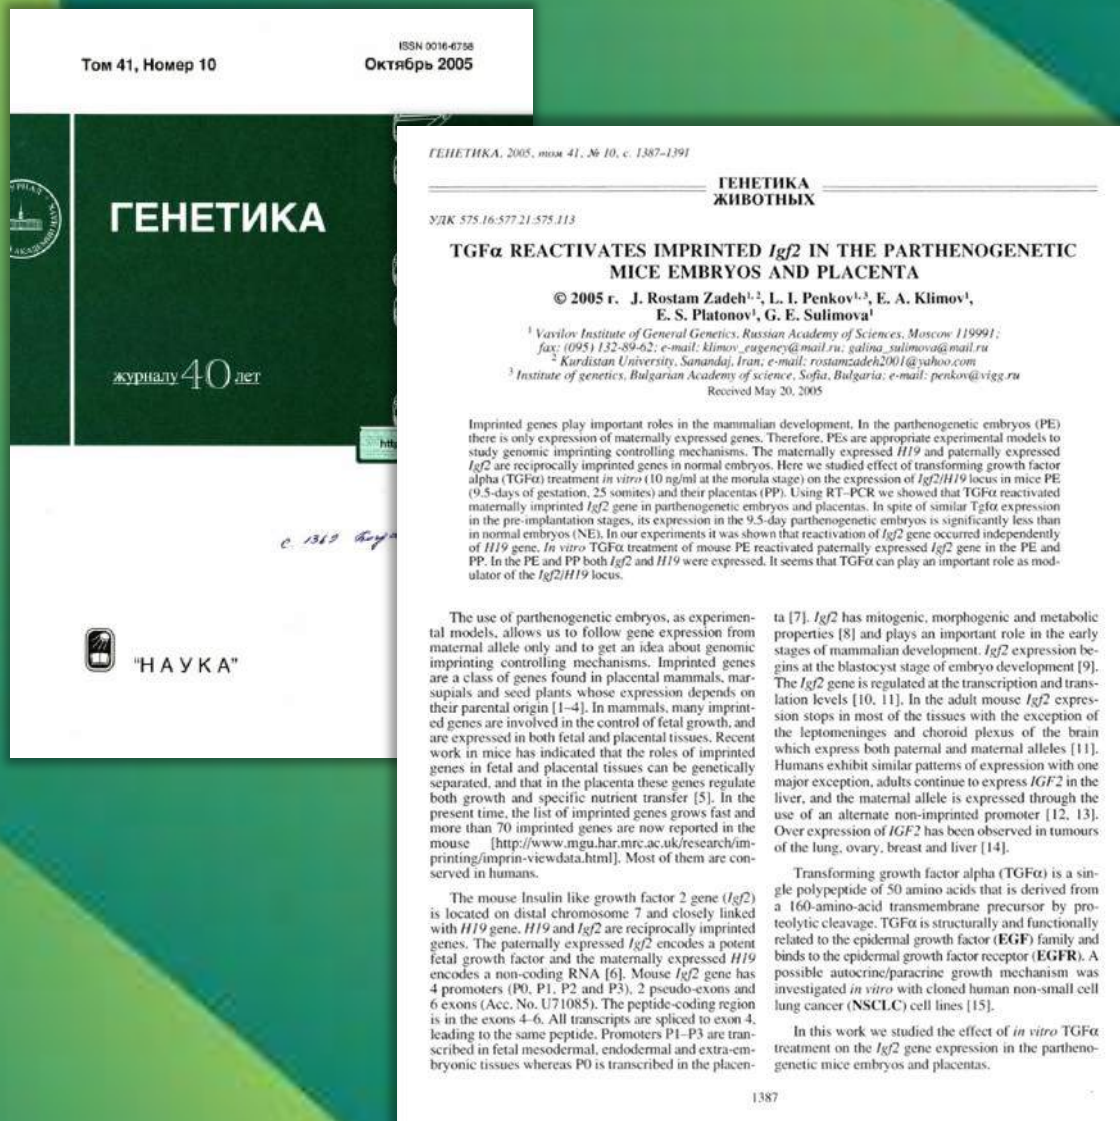 ISSN 0016-6758
Том 41, Номер 10
Октябрь 2005
ГЕНЕТИКА
журналу 40 лет
"НАУКА"
с. 1369
ГЕНЕТИКА, 2005, том 41, № 10, с. 1387–1391
ГЕНЕТИКА
ЖИВОТНЫХ
УДК 575.16:577.21:575.113
TGFα REACTIVATES IMPRINTED Igf2 IN THE PARTHENOGENETIC
MICE EMBRYOS AND PLACENTA
© 2005 г. J. Rostam Zadeh1, 2, L. I. Penkov1, 3, E. A. Klimov1,
E. S. Platonov1, G. E. Sulimova1
1 Vavilov Institute of General Genetics, Russian Academy of Sciences, Moscow 119991;
fax: (095) 132-89-62; e-mail: klimov_eugeney@mail.ru; galina_sulimova@mail.ru
2 Kurdistan University, Sanandaj, Iran; e-mail: rostamzadeh2001@yahoo.com
3 Institute of genetics, Bulgarian Academy of science, Sofia, Bulgaria; e-mail: penkov@vigg.ru
Received May 20, 2005
Imprinted genes play important roles in the mammalian development. In the parthenogenetic embryos (PE)
there is only expression of maternally expressed genes. Therefore, PEs are appropriate experimental models to
study genomic imprinting controlling mechanisms. The maternally expressed H19 and paternally expressed
Igf2 are reciprocally imprinted genes in normal embryos. Here we studied effect of transforming growth factor
alpha (TGFα) treatment in vitro (10 ng/ml at the morula stage) on the expression of Igf2/H19 locus in mice PE
(9.5-days of gestation, 25 somites) and their placentas (PP). Using RT–PCR we showed that TGFα reactivated
maternally imprinted Igf2 gene in parthenogenetic embryos and placentas. In spite of similar Tgfα expression
in the pre-implantation stages, its expression in the 9.5-day parthenogenetic embryos is significantly less than
in normal embryos (NE). In our experiments it was shown that reactivation of Igf2 gene occurred independently
of H19 gene. In vitro TGFα treatment of mouse PE reactivated paternally expressed Igf2 gene in the PE and
PP. In the PE and PP both Igf2 and H19 were expressed. It seems that TGFα can play an important role as mod-
ulator of the Igf2/H19 locus.
The use of parthenogenetic embryos, as experimen-
tal models, allows us to follow gene expression from
maternal allele only and to get an idea about genomic
imprinting controlling mechanisms. Imprinted genes
are a class of genes found in placental mammals, mar-
supials and seed plants whose expression depends on
their parental origin [1–4]. In mammals, many imprint-
ed genes are involved in the control of fetal growth, and
are expressed in both fetal and placental tissues. Recent
work in mice has indicated that the roles of imprinted
genes in fetal and placental tissues can be genetically
separated, and that in the placenta these genes regulate
both growth and specific nutrient transfer [5]. In the
present time, the list of imprinted genes grows fast and
more than 70 imprinted genes are now reported in the
mouse [http://www.mgu.har.mrc.ac.uk/research/im-
printing/imprin-viewdata.html]. Most of them are con-
served in humans.
The mouse Insulin like growth factor 2 gene (Igf2)
is located on distal chromosome 7 and closely linked
with H19 gene. H19 and Igf2 are reciprocally imprinted
genes. The paternally expressed Igf2 encodes a potent
fetal growth factor and the maternally expressed H19
encodes a non-coding RNA [6]. Mouse Igf2 gene has
4 promoters (P0, P1, P2 and P3), 2 pseudo-exons and
6 exons (Acc. No. U71085). The peptide-coding region
is in the exons 4–6. All transcripts are spliced to exon 4,
leading to the same peptide. Promoters P1–P3 are tran-
scribed in fetal mesodermal, endodermal and extra-em-
bryonic tissues whereas P0 is transcribed in the placen-
ta [7]. Igf2 has mitogenic, morphogenic and metabolic
properties [8] and plays an important role in the early
stages of mammalian development. Igf2 expression be-
gins at the blastocyst stage of embryo development [9].
The Igf2 gene is regulated at the transcription and trans-
lation levels [10, 11]. In the adult mouse Igf2 expres-
sion stops in most of the tissues with the exception of
the leptomeninges and choroid plexus of the brain
which express both paternal and maternal alleles [11].
Humans exhibit similar patterns of expression with one
major exception, adults continue to express IGF2 in the
liver, and the maternal allele is expressed through the
use of an alternate non-imprinted promoter [12, 13].
Over expression of IGF2 has been observed in tumours
of the lung, ovary, breast and liver [14].
Transforming growth factor alpha (TGFα) is a sin-
gle polypeptide of 50 amino acids that is derived from
a 160-amino-acid transmembrane precursor by pro-
teolytic cleavage. TGFα is structurally and functionally
related to the epidermal growth factor (EGF) family and
binds to the epidermal growth factor receptor (EGFR). A
possible autocrine/paracrine growth mechanism was
investigated in vitro with cloned human non-small cell
lung cancer (NSCLC) cell lines [15].
In this work we studied the effect of in vitro TGFα
treatment on the Igf2 gene expression in the partheno-
genetic mice embryos and placentas.
1387